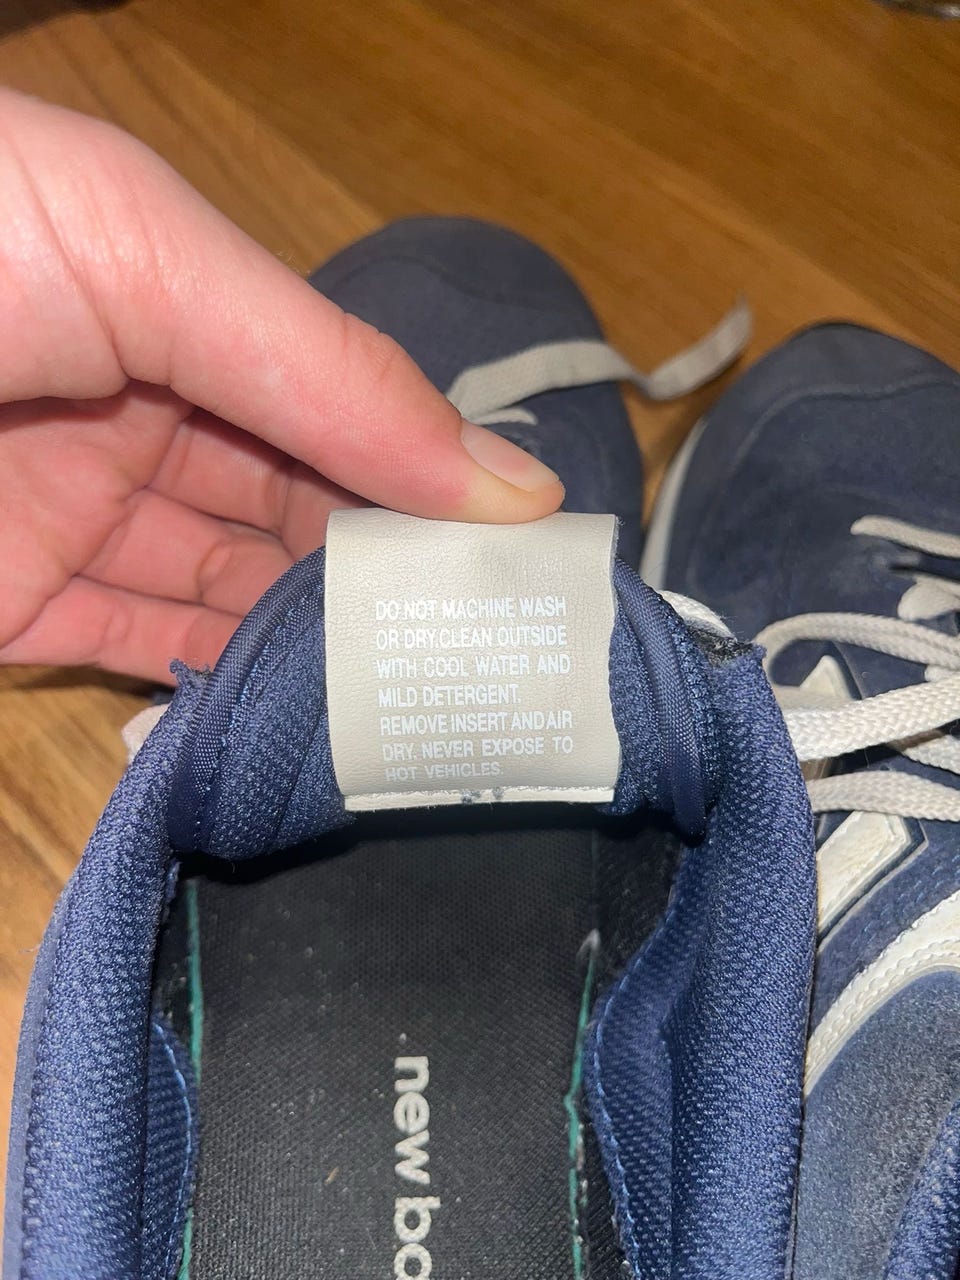 DO NOT MACHINE WASH
OR DRY.CLEAN OUTSIDE
WITH COOL WATER AND
MILD DETERGENT.
REMOVE INSERT AND AIR
DRY. NEVER EXPOSE TO
HOT VEHICLES.
new ba